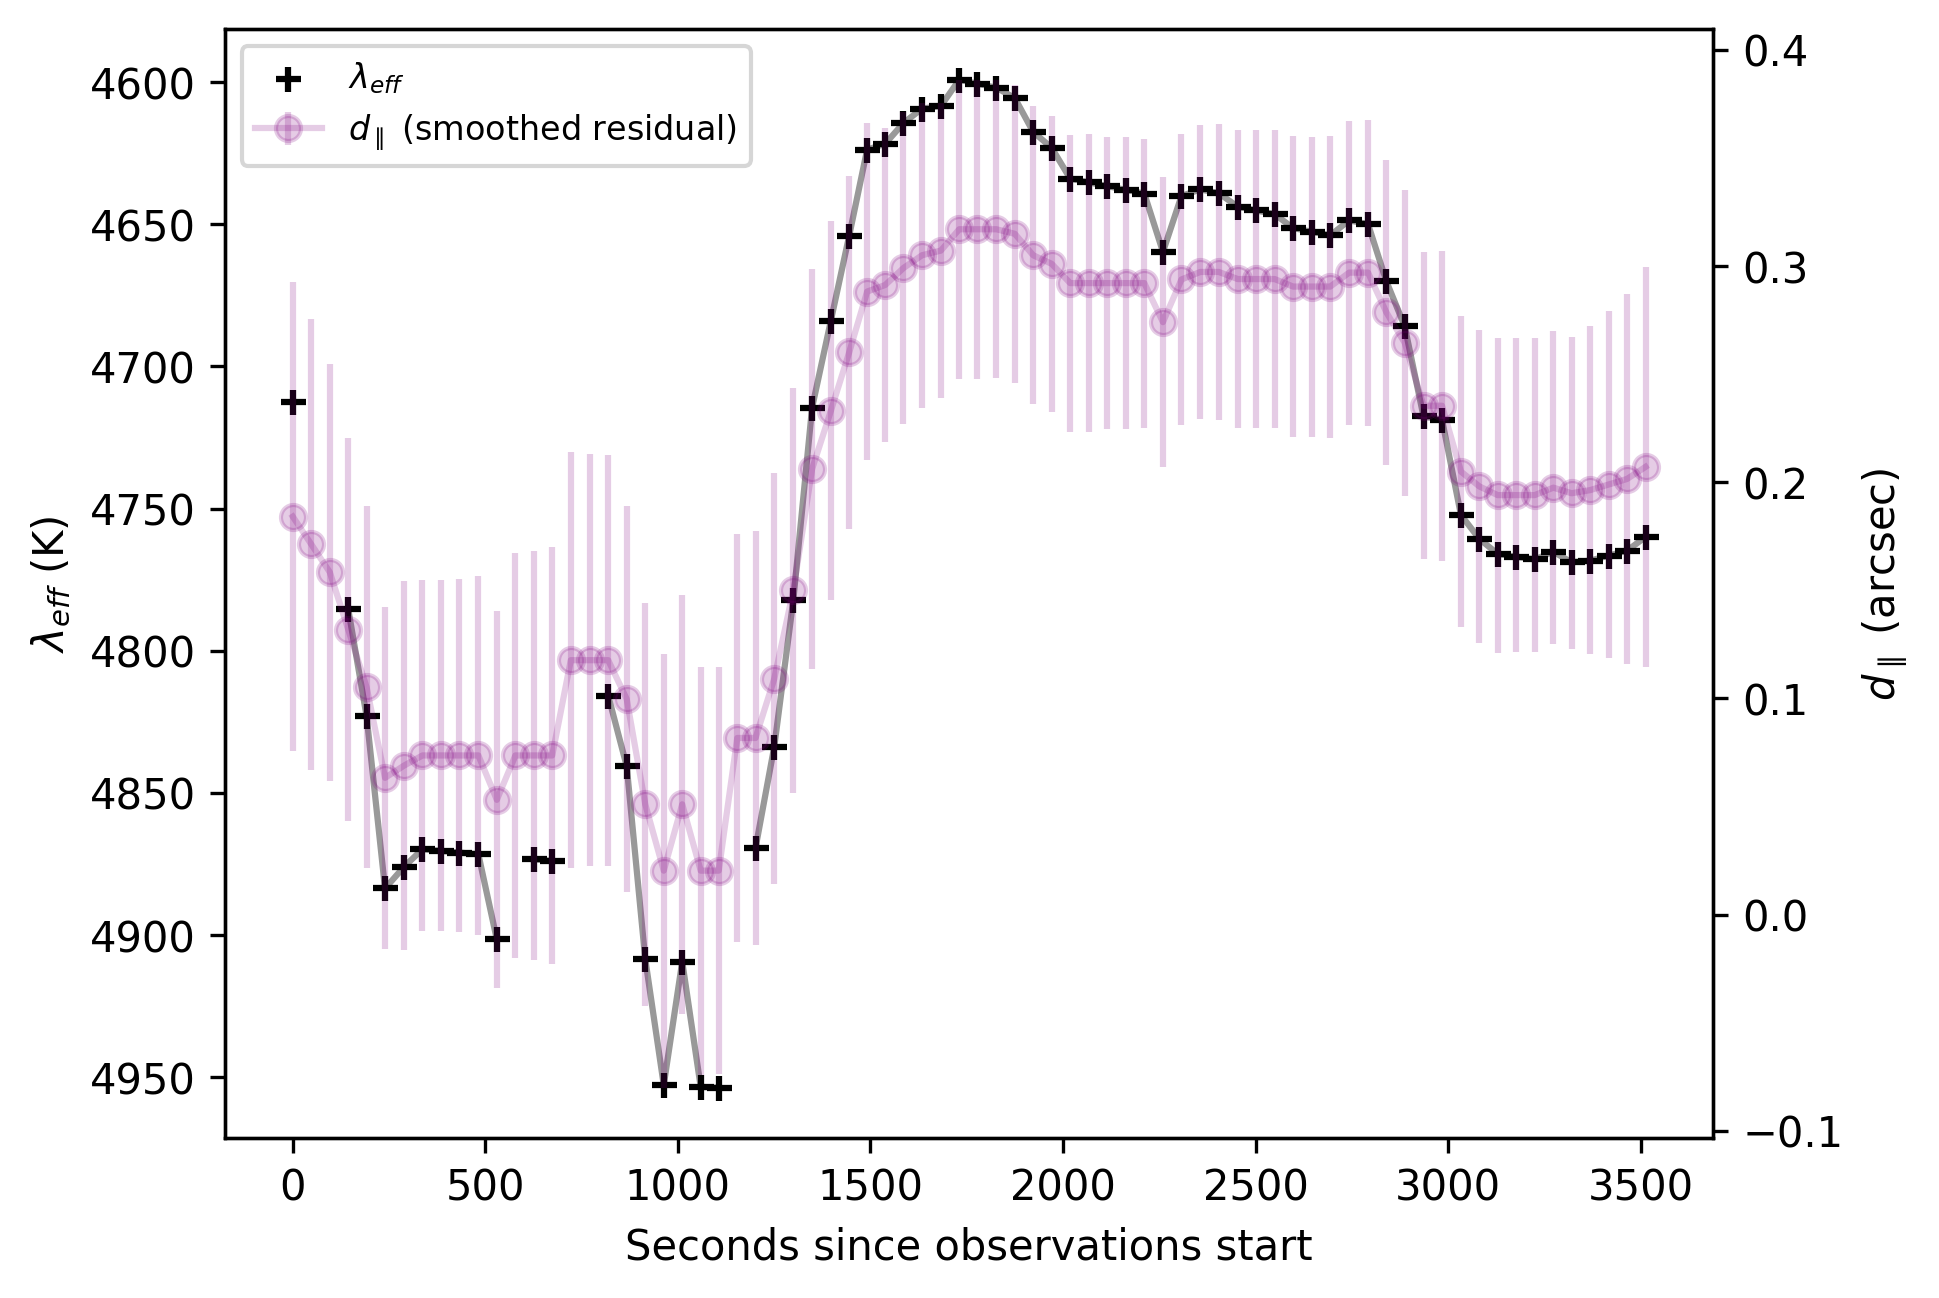 λeff
d∥ (smoothed residual)
4600
4650
4700
4750
4800
4850
4900
4950
λeff (K)
0.4
0.3
0.2
0.1
0.0
−0.1
d∥ (arcsec)
0 500 1000 1500 2000 2500 3000 3500
Seconds since observations start